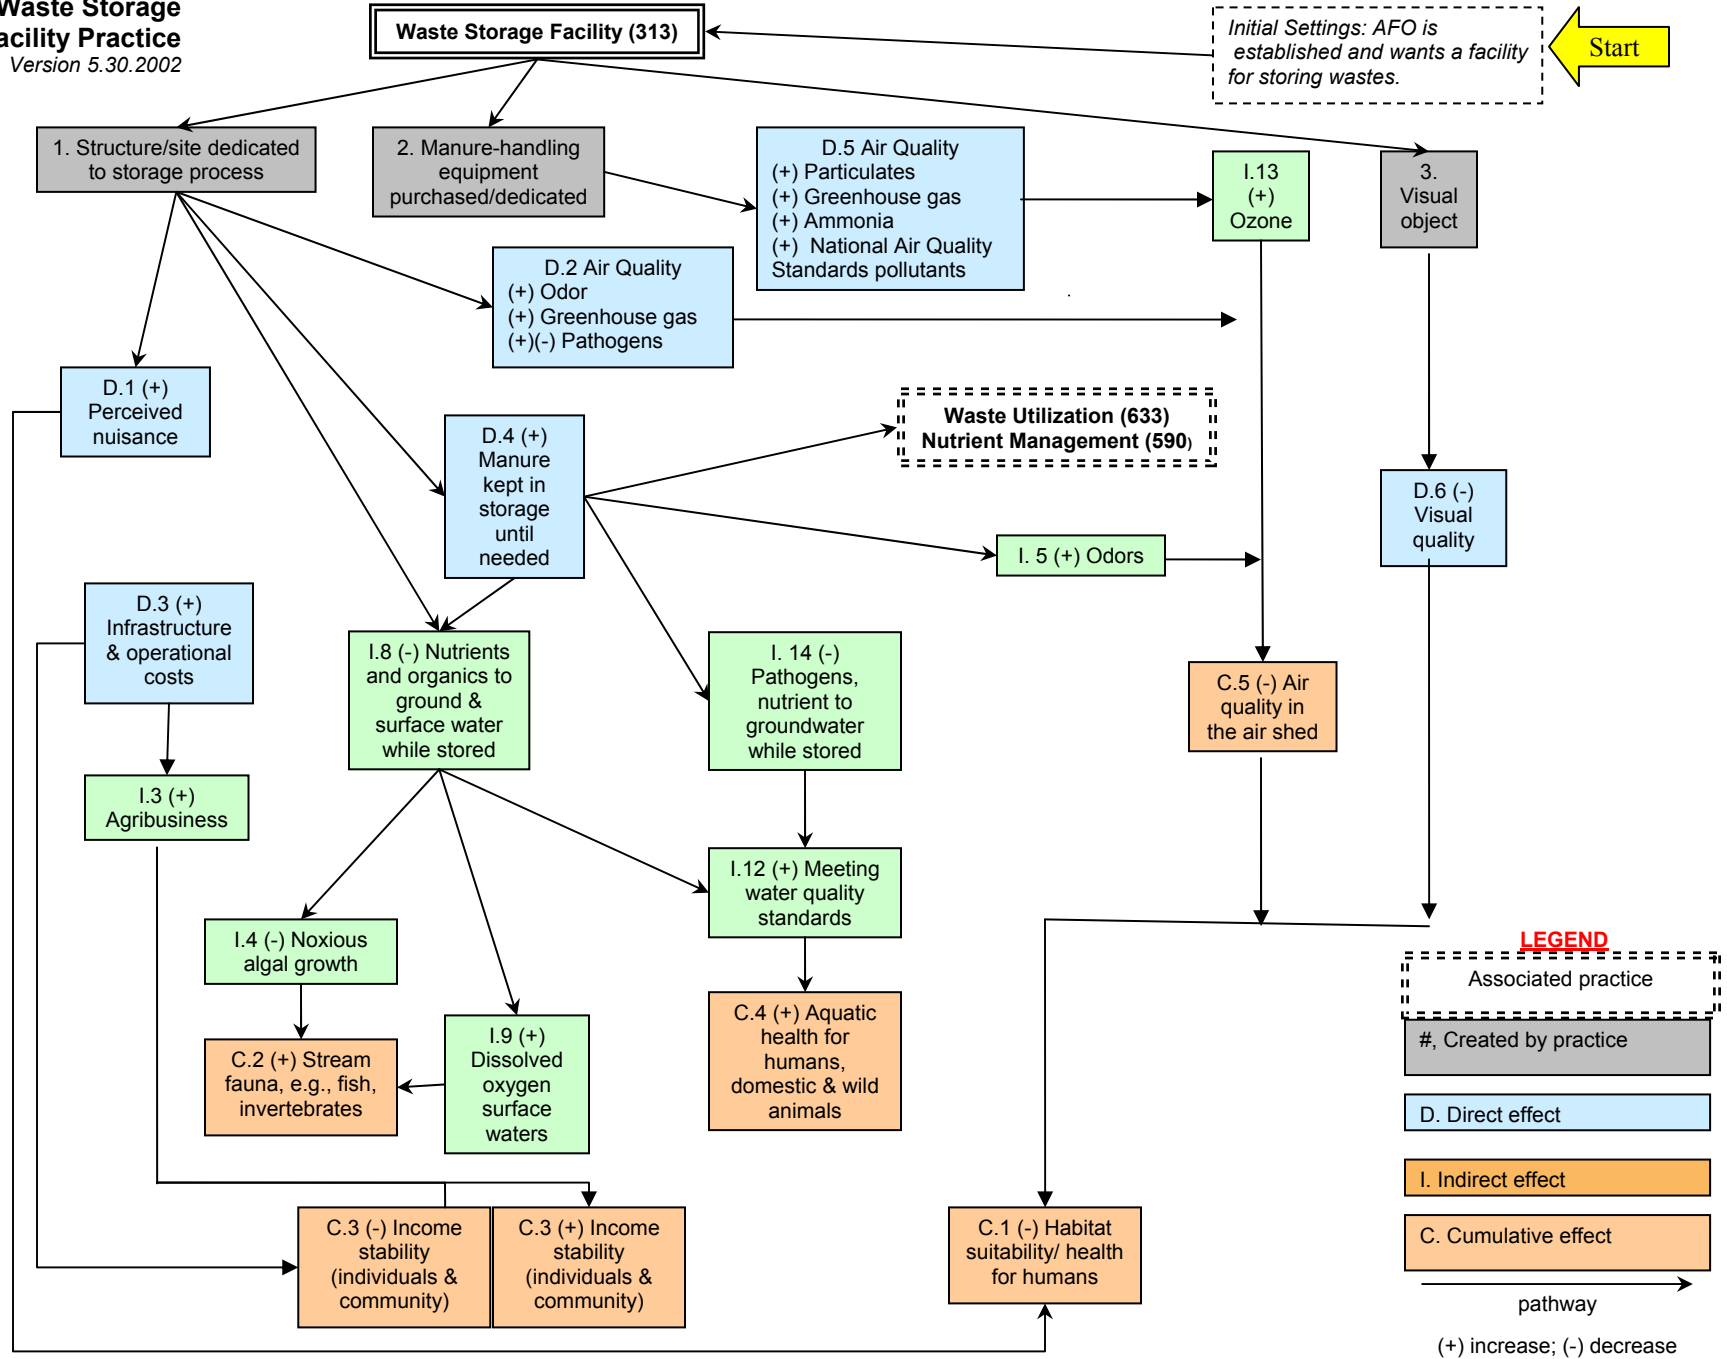 Waste Storage
acility Practice
Version 5.30.2002
Waste Storage Facility (313)
Initial Settings: AFO is
established and wants a facility
for storing wastes.
Start
1. Structure/site dedicated
to storage process
2. Manure-handling
equipment
purchased/dedicated
D.5 Air Quality
(+) Particulates
(+) Greenhouse gas
(+) Ammonia
(+) National Air Quality
Standards pollutants
I.13
(+)
Ozone
3.
Visual
object
D.2 Air Quality
(+) Odor
(+) Greenhouse gas
(+)(-) Pathogens
D.1 (+)
Perceived
nuisance
D.4 (+)
Manure
kept in
storage
until
needed
Waste Utilization (633)
Nutrient Management (590)
D.6 (-)
Visual
quality
I. 5 (+) Odors
D.3 (+)
Infrastructure
& operational
costs
I.8 (-) Nutrients
and organics to
ground &
surface water
while stored
I. 14 (-)
Pathogens,
nutrient to
groundwater
while stored
C.5 (-) Air
quality in
the air shed
I.3 (+)
Agribusiness
I.12 (+) Meeting
water quality
standards
I.4 (-) Noxious
algal growth
C.4 (+) Aquatic
health for
humans,
domestic & wild
animals
I.9 (+)
Dissolved
oxygen
surface
waters
C.2 (+) Stream
fauna, e.g., fish,
invertebrates
C.3 (-) Income
stability
(individuals &
community)
C.3 (+) Income
stability
(individuals &
community)
C.1 (-) Habitat
suitability/ health
for humans
LEGEND
Associated practice
#, Created by practice
D. Direct effect
I. Indirect effect
C. Cumulative effect
pathway
(+) increase; (-) decrease